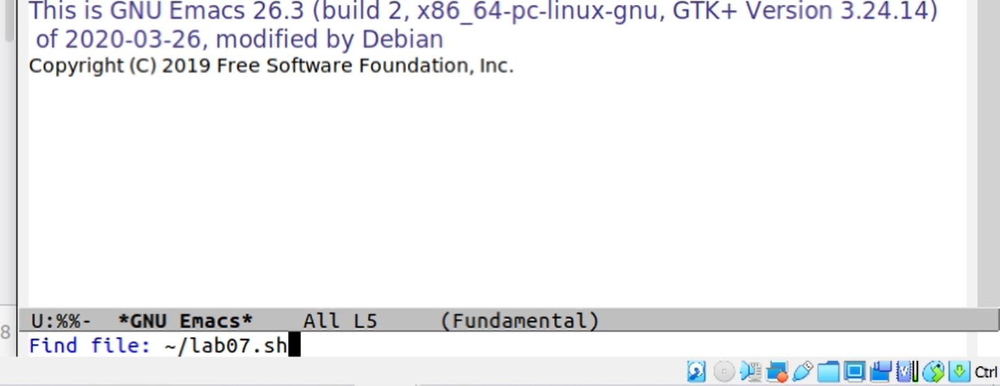 This is GNU Emacs 26.3 (build 2, x86_64-pc-linux-gnu, GTK+ Version 3.24.14)
of 2020-03-26, modified by Debian
Copyright (C) 2019 Free Software Foundation, Inc.
8
U:%%-  *GNU Emacs*    All L5     (Fundamental)
Find file: ~/lab07.sh
Ctrl